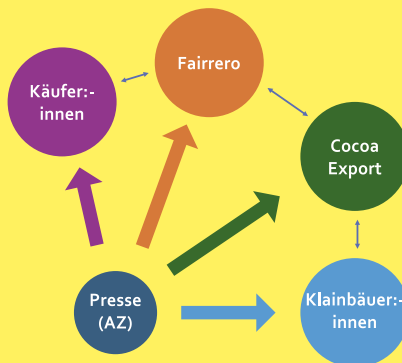 Fairrero
Käufer:-
innen
Cocoa
Export
Presse
(AZ)
Klainbäuer:-
innen